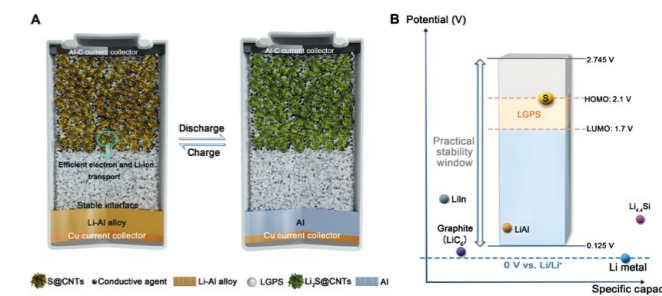 A
Al-C current collector
Al-C current collector
Efficient electron and Li-ion
transport
Stable interface
Li-Al alloy
Cu current collector
Discharge
Charge
Al
Cu current collector
S@CNTs
Conductive agent
Li-Al alloy
LGPS
Li₂S@CNTs
Al
B
Potential (V)
2.745 V
S
HOMO: 2.1 V
LGPS
LUMO: 1.7 V
Practical
stability
window
LiIn
Graphite
(LiC₆)
LiAl
Li₄.₄Si
0.125 V
0 V vs. Li/Li⁺
Li metal
Specific capac